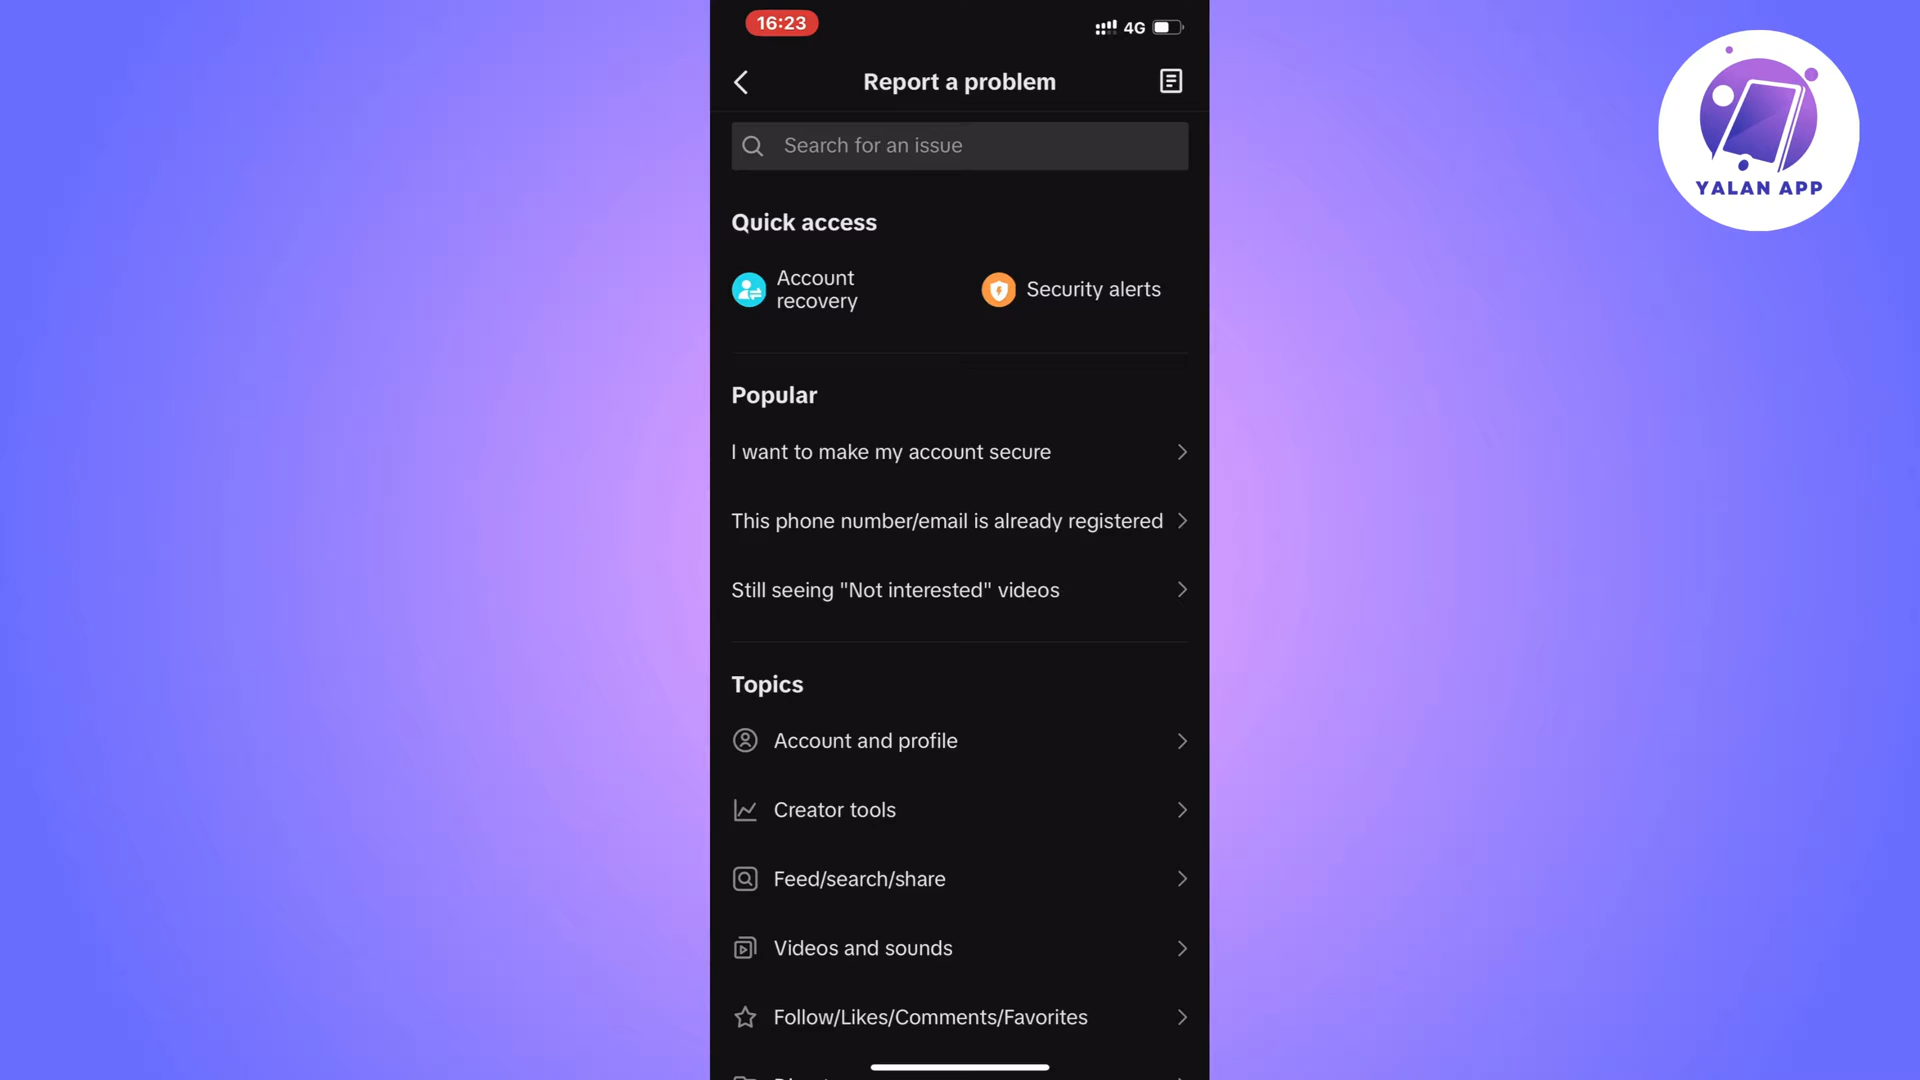 16:23
4G
Report a problem
YALAN APP
Search for an issue
Quick access
Account
recovery
Security alerts
Popular
I want to make my account secure
This phone number/email is already registered
Still seeing "Not interested" videos
Topics
Account and profile
Creator tools
Feed/search/share
Videos and sounds
Follow/Likes/Comments/Favorites